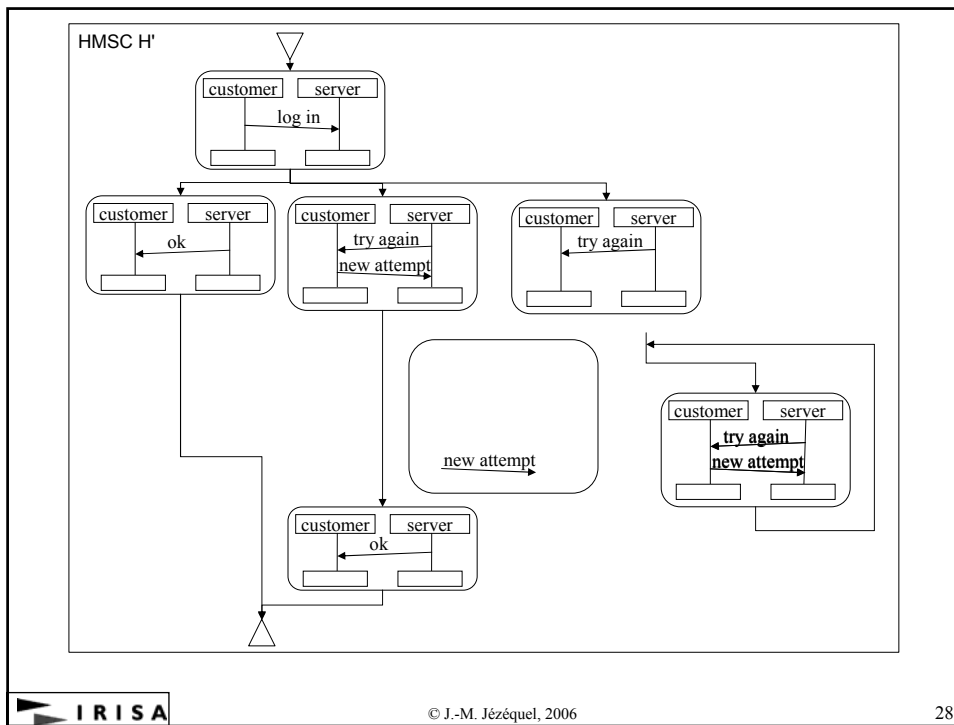 HMSC H'
customer server
log in
customer server
ok
customer server
try again
new attempt
customer server
try again
new attempt
customer server
try again
new attempt
customer server
ok
IRISA
© J.-M. Jézéquel, 2006
28